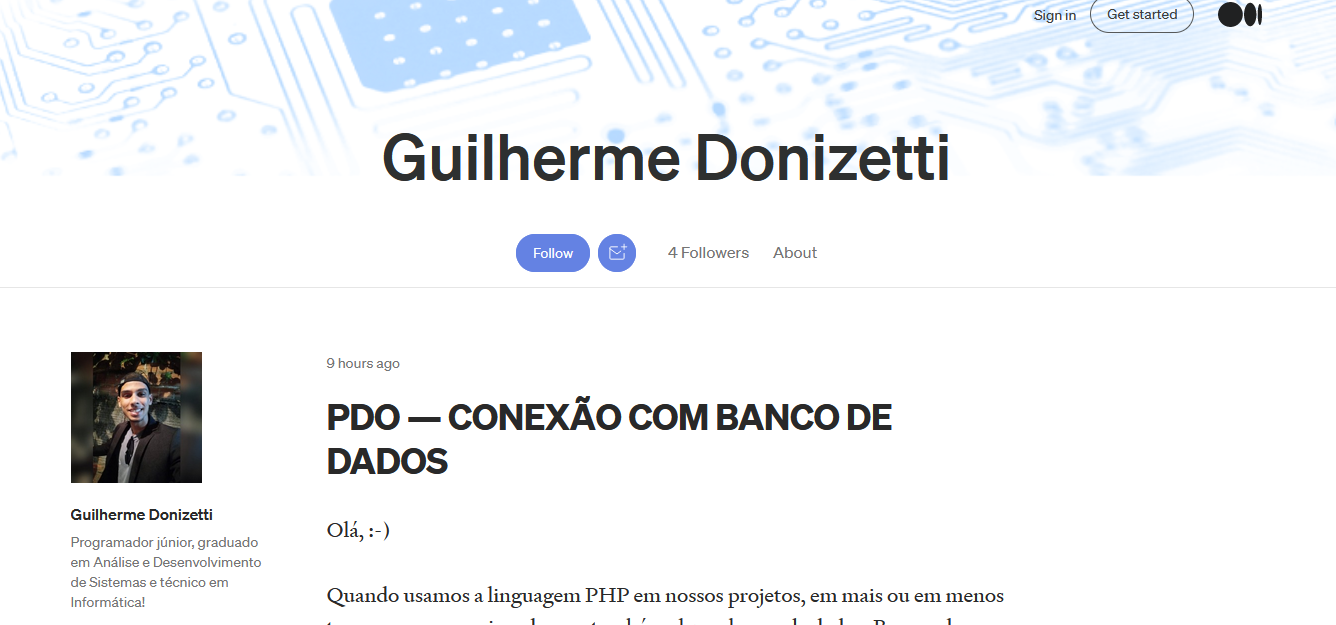 Sign in
Get started
Guilherme Donizetti
Follow
4 Followers
About
9 hours ago
PDO — CONEXÃO COM BANCO DE
DADOS
Guilherme Donizetti
Programador júnior, graduado
em Análise e Desenvolvimento
de Sistemas e técnico em
Informática!
Olá, :-)
Quando usamos a linguagem PHP em nossos projetos, em mais ou em menos